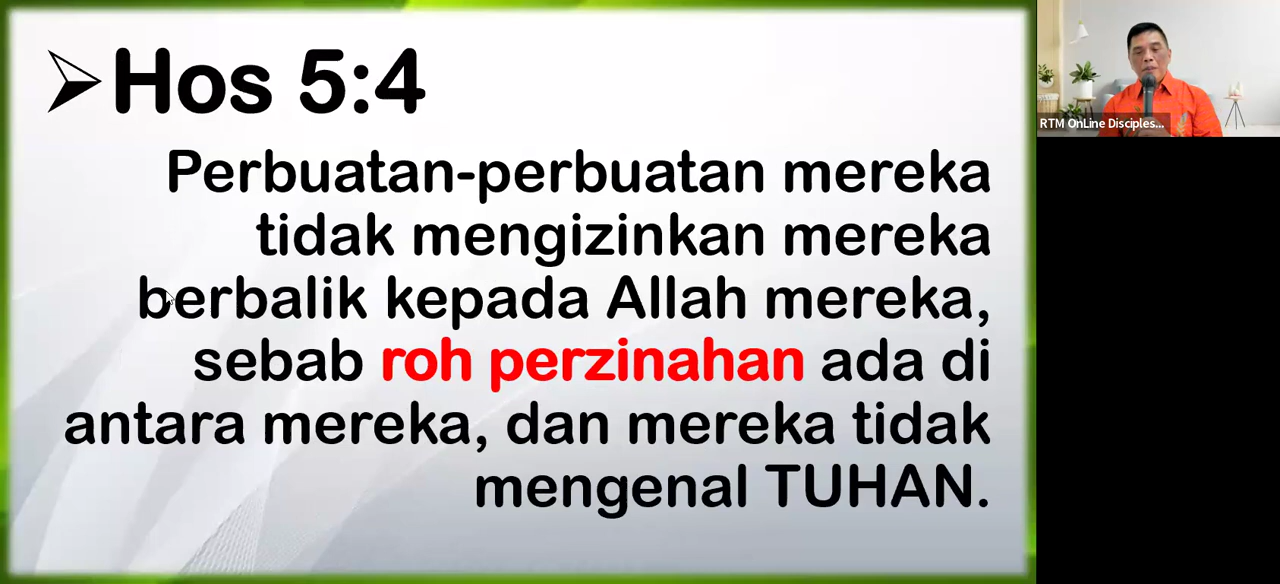 Hos 5:4
Perbuatan-perbuatan mereka
tidak mengizinkan mereka
berbalik kepada Allah mereka,
sebab roh perzinahan ada di
antara mereka, dan mereka tidak
mengenal TUHAN.
RTM OnLine Disciples...